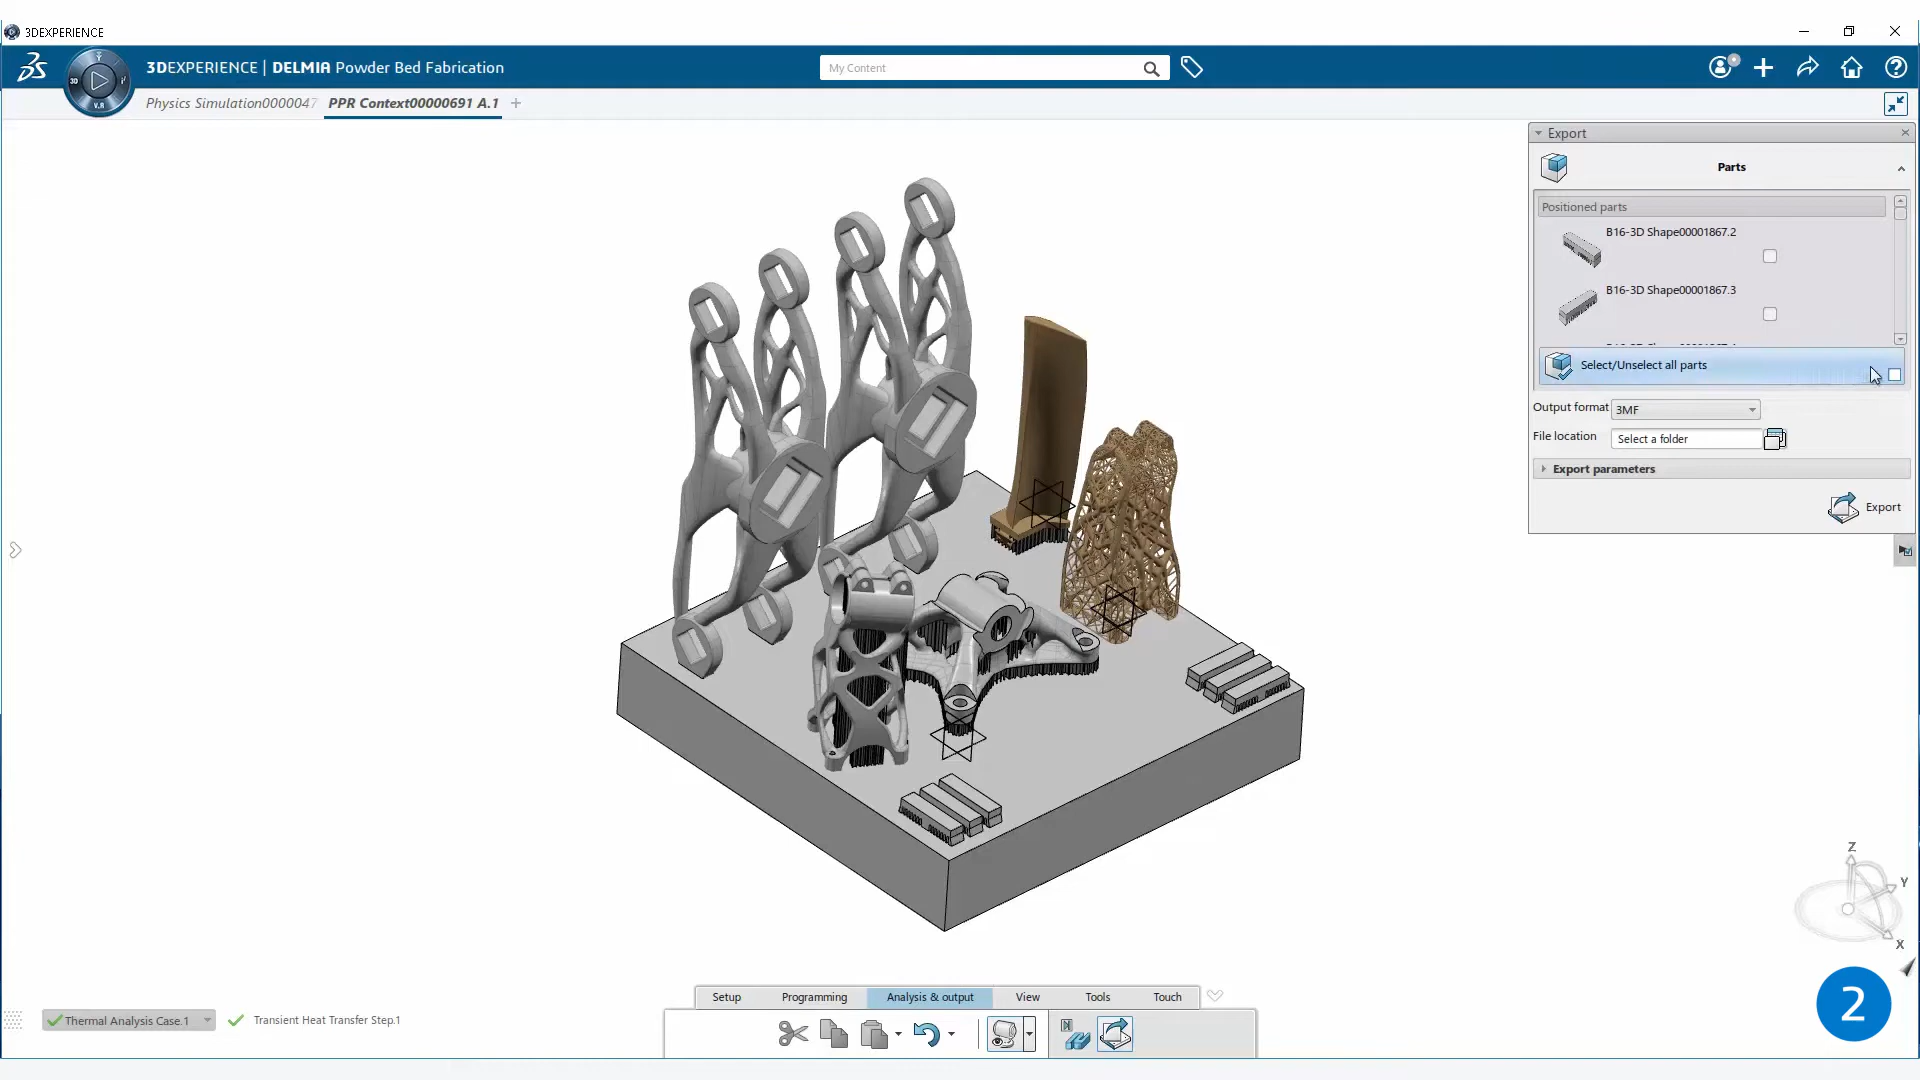 3DEXPERIENCE
3DEXPERIENCE | DELMIA Powder Bed Fabrication
My Content
3D
V.R
Physics Simulation0000047
PPR Context00000691 A.1
Export
Parts
Positioned parts
B16-3D Shape00001867.2
B16-3D Shape00001867.3
Select/Unselect all parts
Output format
3MF
File location
Select a folder
Export parameters
Export
Z
Y
X
Setup
Programming
Analysis & output
View
Tools
Touch
Thermal Analysis Case.1
Transient Heat Transfer Step.1
2